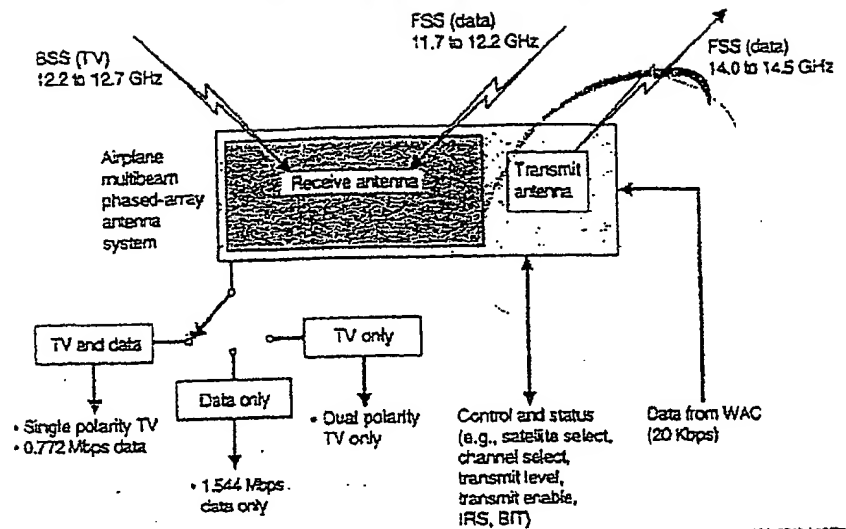 BSS (TV)
12.2 to 12.7 GHz
FSS (data)
11.7 to 12.2 GHz
FSS (data)
14.0 to 14.5 GHz
Airplane
multibeam
phased-array
antenna
system
Receive antenna
Transmit
antenna
TV and data
TV only
Data only
• Single polarity TV
• 0.772 Mbps data
• 1.544 Mbps
data only
• Dual polarity
TV only
Control and status
(e.g., satellite select,
channel select,
transmit level,
transmit enable,
IRS, BIT)
Data from WAC
(20 Kbps)